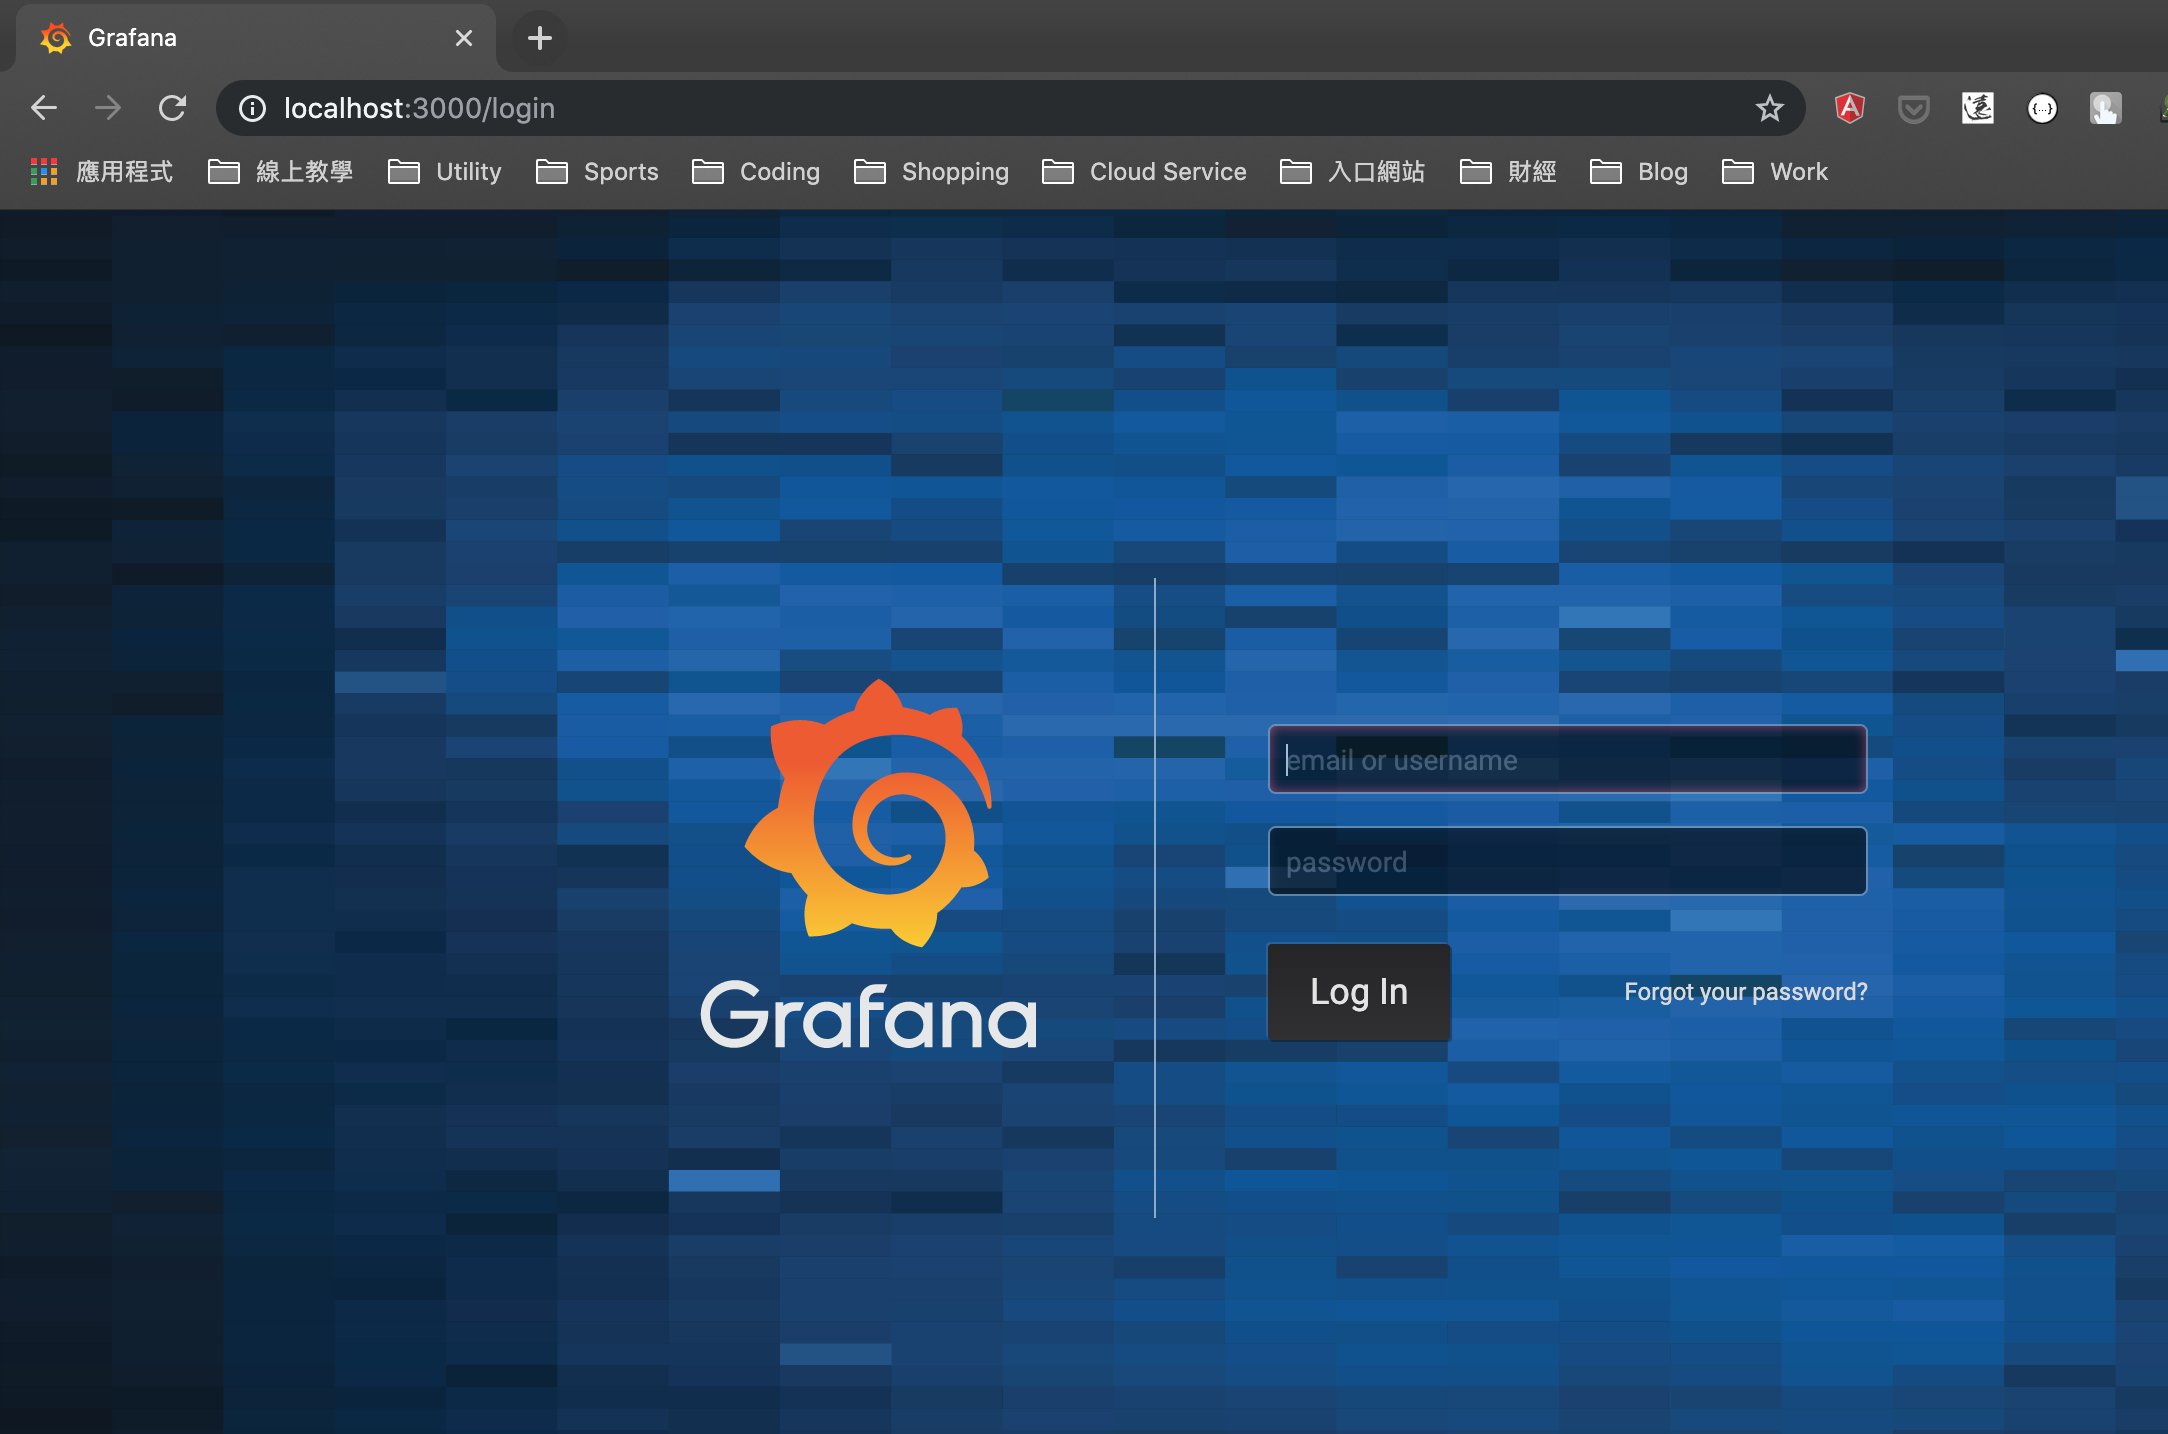 Grafana
localhost:3000/login
應用程式 線上教學 Utility Sports Coding Shopping Cloud Service 入口網站 財經 Blog Work
email or username
password
Log In Forgot your password?
Grafana